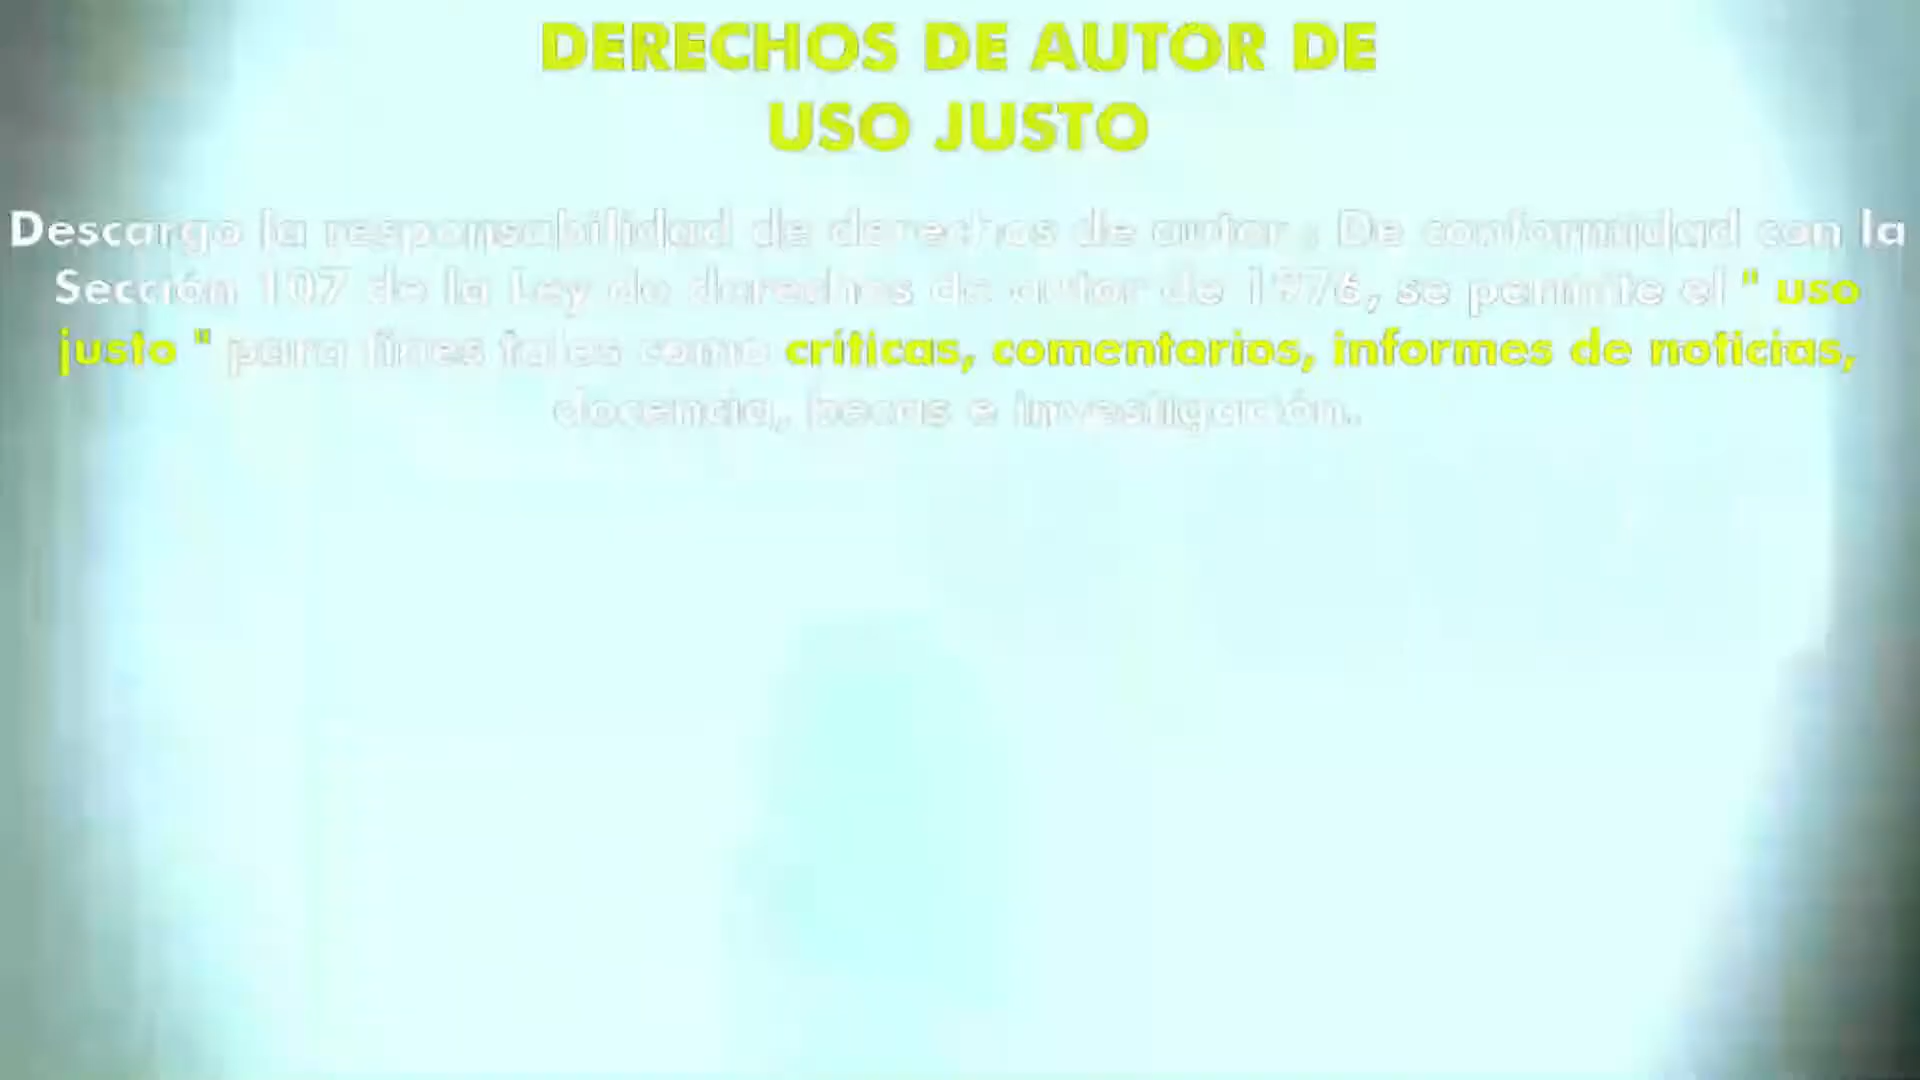 DERECHOS DE AUTOR DE
USO JUSTO
Descargo la responsabilidad de derechos de autor : De conformidad con la
Sección 107 de la Ley de derechos de autor de 1976, se permite el " uso
justo " para fines tales como críticas, comentarios, informes de noticias,
docencia, becas e investigación.